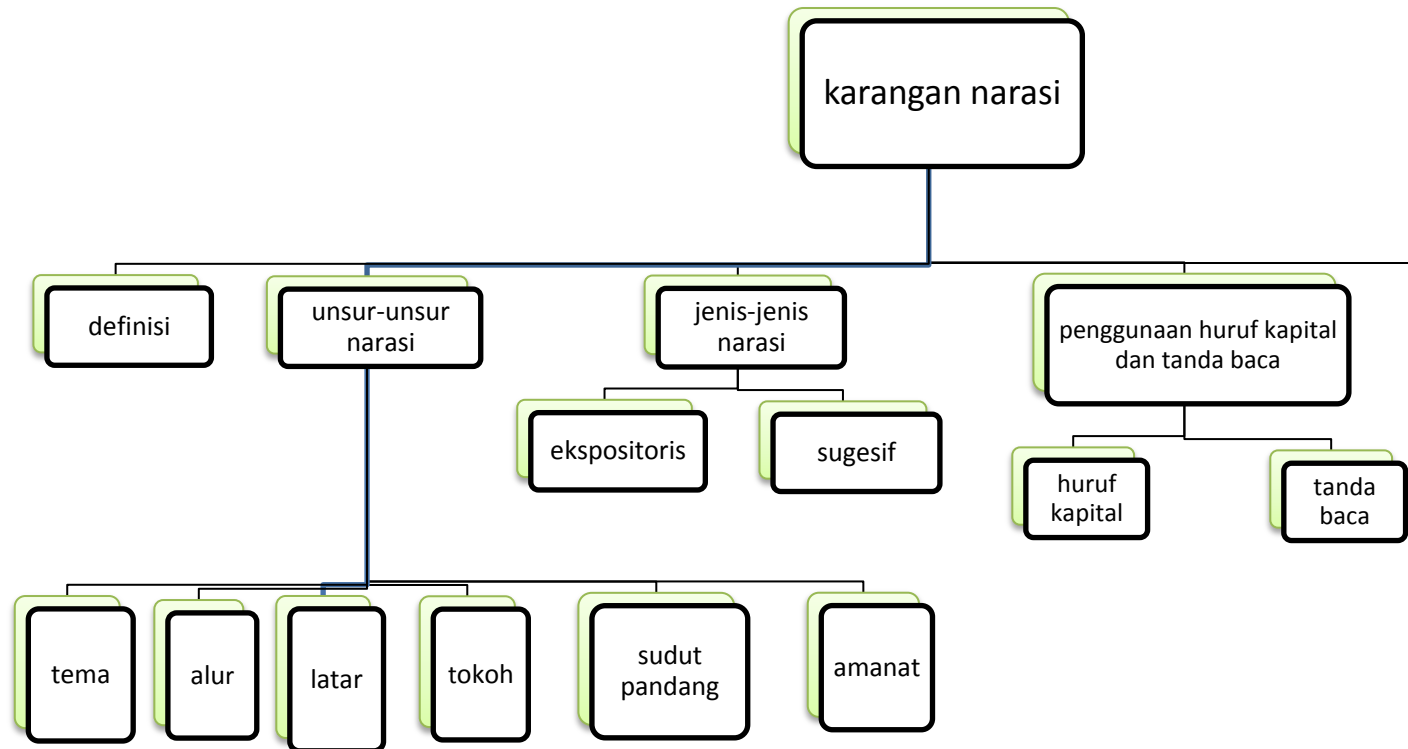 karangan narasi
definisi
unsur-unsur
narasi
jenis-jenis
narasi
penggunaan huruf kapital
dan tanda baca
ekspositoris
sugesif
huruf
kapital
tanda
baca
tema
alur
latar
tokoh
sudut
pandang
amanat